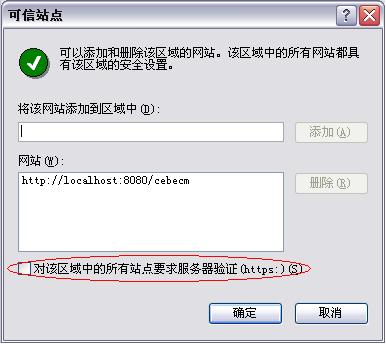 可信站点
可以添加和删除该区域的网站。该区域中的所有网站都具
有该区域的安全设置。
将该网站添加到区域中(D):
添加(A)
网站(W):
http://localhost:8080/cebecm
删除(R)
对该区域中的所有站点要求服务器验证(https:)(S)
确定
取消